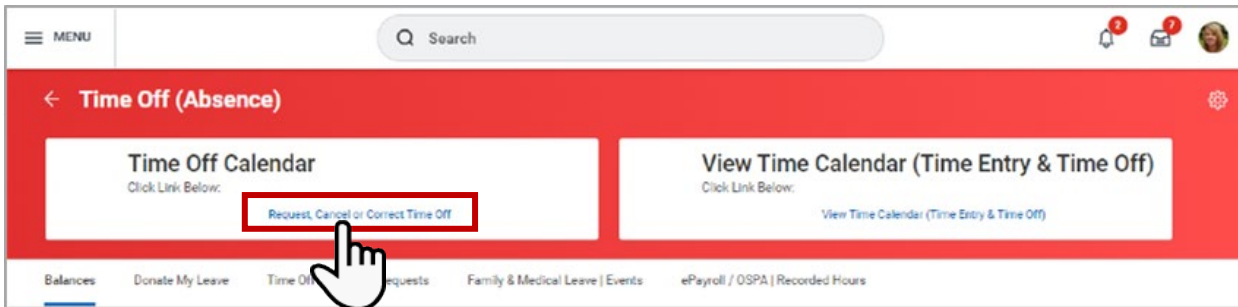 MENU
Search
2
7
Time Off (Absence)
Time Off Calendar
Click Link Below:
Request, Cancel or Correct Time Off
View Time Calendar (Time Entry & Time Off)
Click Link Below:
View Time Calendar (Time Entry & Time Off)
Balances Donate My Leave Time Off equests Family & Medical Leave | Events ePayroll / OSPA | Recorded Hours